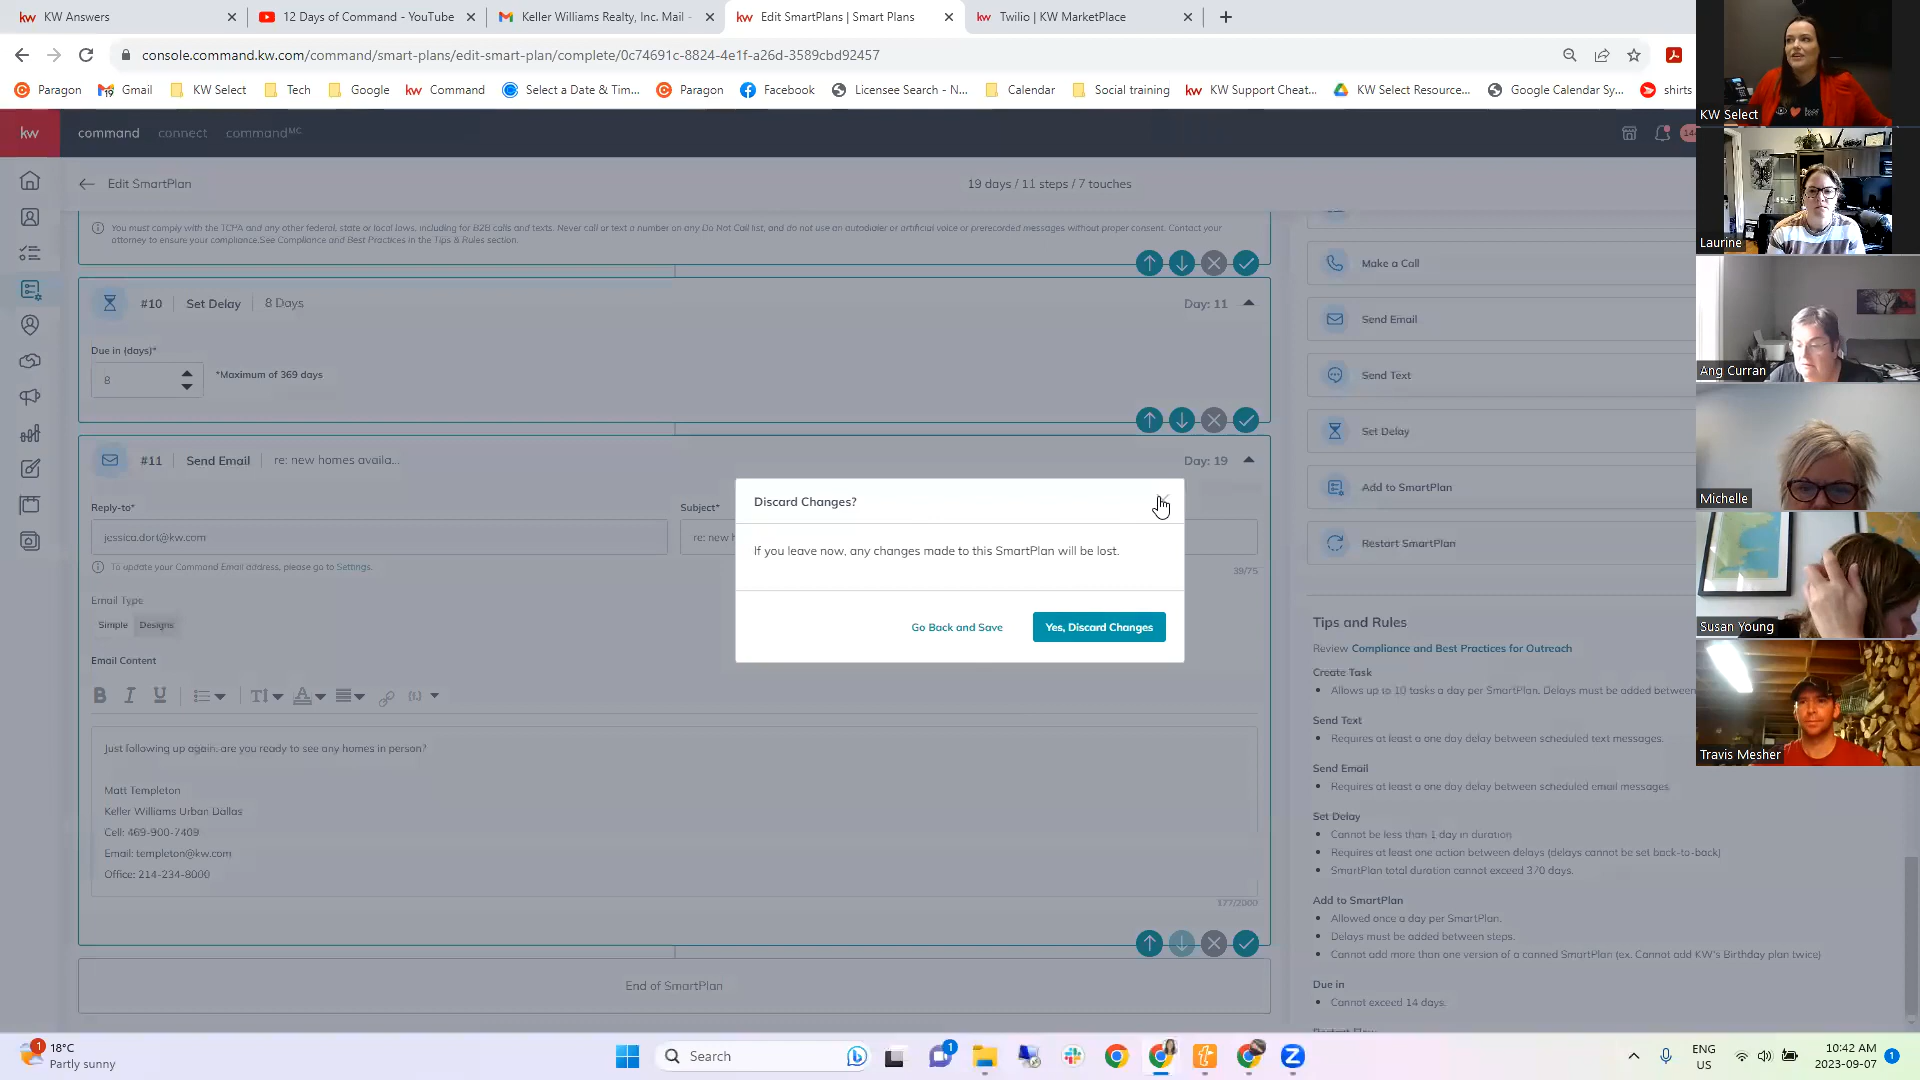 KW Answers
12 Days of Command - YouTube
Keller Williams Realty, Inc. Mail -
Edit SmartPlans | Smart Plans
Twilio | KW MarketPlace
console.command.kw.com/command/smart-plans/edit-smart-plan/complete/0c74691c-8824-4e1f-a26d-3589cbd92457
Paragon
Gmail
KW Select
Tech
Google
Command
Select a Date & Tim...
Paragon
Facebook
Licensee Search - N...
Calendar
Social training
KW Support Cheat...
KW Select Resource...
Google Calendar Sy...
shirts
kw
command
connect
commandMC
Edit SmartPlan
19 days / 11 steps / 7 touches
You must comply with the TCPA and any other federal, state or local laws, including for B2B calls and texts. Never call or text a number on any Do Not Call list, and do not use an autodialer or artificial voice or prerecorded messages without proper consent. Contact your
attorney to ensure your compliance.See Compliance and Best Practices in the Tips & Rules section.
#10
Set Delay
8 Days
Day: 11
Due in (days)*
8
*Maximum of 369 days
#11
Send Email
re: new homes availa...
Day: 19
Reply-to*
jessica.dort@kw.com
To update your Command Email address, please go to Settings.
Subject*
re: new h
39/75
Email Type
Simple
Designs
Email Content
B I U
Just following up again, are you ready to see any homes in person?
Matt Templeton
Keller Williams Urban Dallas
Cell: 469-900-7409
Email: templeton@kw.com
Office: 214-234-8000
177/2000
End of SmartPlan
Discard Changes?
If you leave now, any changes made to this SmartPlan will be lost.
Go Back and Save
Yes, Discard Changes
Make a Call
Send Email
Send Text
Set Delay
Add to SmartPlan
Restart SmartPlan
Tips and Rules
Review Compliance and Best Practices for Outreach
Create Task
Allows up to 10 tasks a day per SmartPlan. Delays must be added between
Send Text
Requires at least a one day delay between scheduled text messages.
Send Email
Requires at least a one day delay between scheduled email messages
Set Delay
Cannot be less than 1 day in duration
Requires at least one action between delays (delays cannot be set back-to-back)
SmartPlan total duration cannot exceed 370 days.
Add to SmartPlan
Allowed once a day per SmartPlan.
Delays must be added between steps.
Cannot add more than one version of a canned SmartPlan (ex. Cannot add KW's Birthday plan twice)
Due in
Cannot exceed 14 days.
KW Select
Laurine
Ang Curran
Michelle
Susan Young
Travis Mesher
1
18°C
Partly sunny
Search
1
ENG
US
10:42 AM
2023-09-07
1